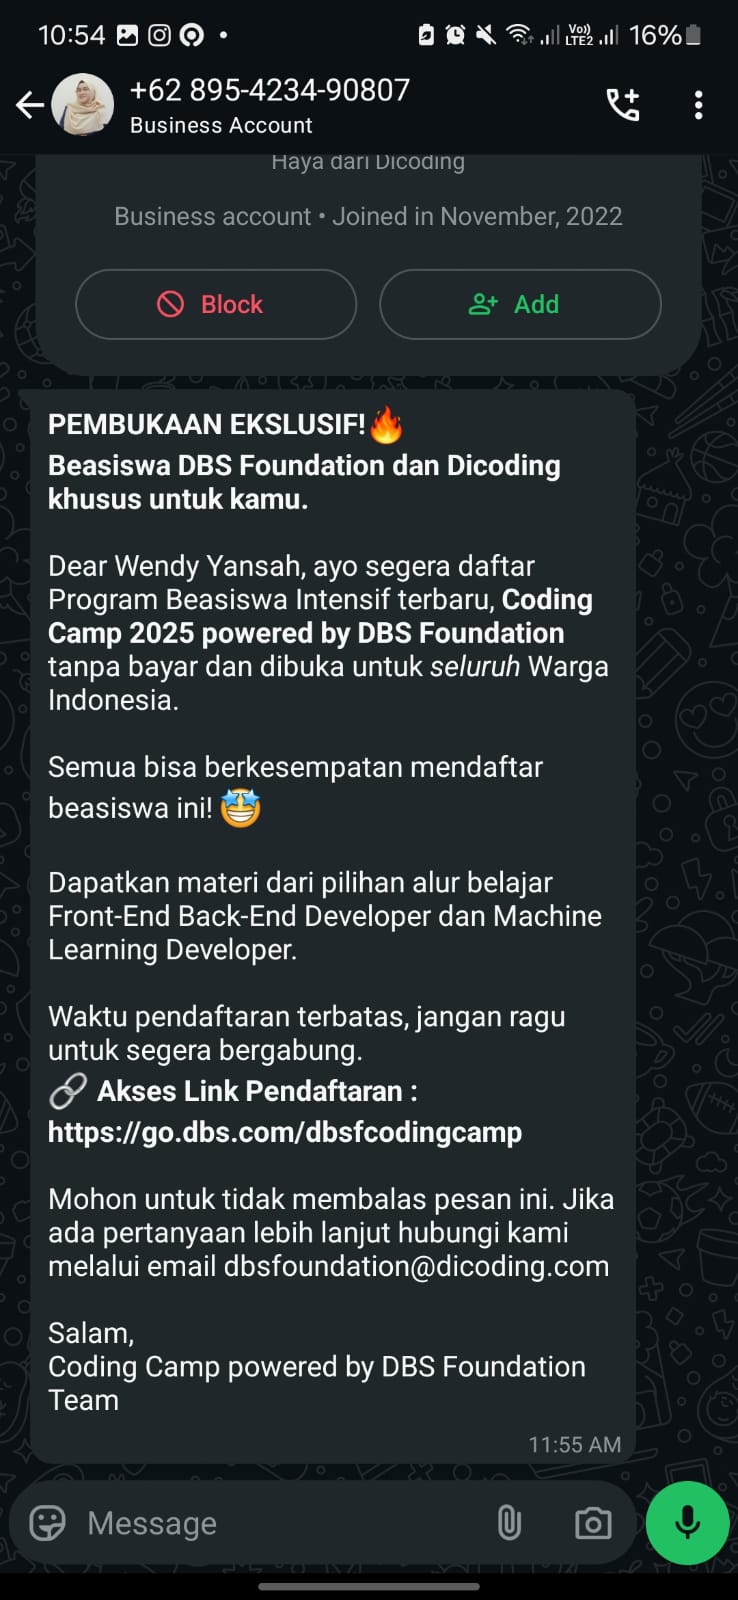 10:54
Vo))
LTE2
16%
+62 895-4234-90807
Business Account
Haya dari Dicoding
Business account • Joined in November, 2022
Block
Add
PEMBUKAAN EKSLUSIF!🔥
Beasiswa DBS Foundation dan Dicoding
khusus untuk kamu.
Dear Wendy Yansah, ayo segera daftar
Program Beasiswa Intensif terbaru, Coding
Camp 2025 powered by DBS Foundation
tanpa bayar dan dibuka untuk seluruh Warga
Indonesia.
Semua bisa berkesempatan mendaftar
beasiswa ini! 🤩
Dapatkan materi dari pilihan alur belajar
Front-End Back-End Developer dan Machine
Learning Developer.
Waktu pendaftaran terbatas, jangan ragu
untuk segera bergabung.
🔗 Akses Link Pendaftaran :
https://go.dbs.com/dbsfcodingcamp
Mohon untuk tidak membalas pesan ini. Jika
ada pertanyaan lebih lanjut hubungi kami
melalui email dbsfoundation@dicoding.com
Salam,
Coding Camp powered by DBS Foundation
Team
11:55 AM
Message